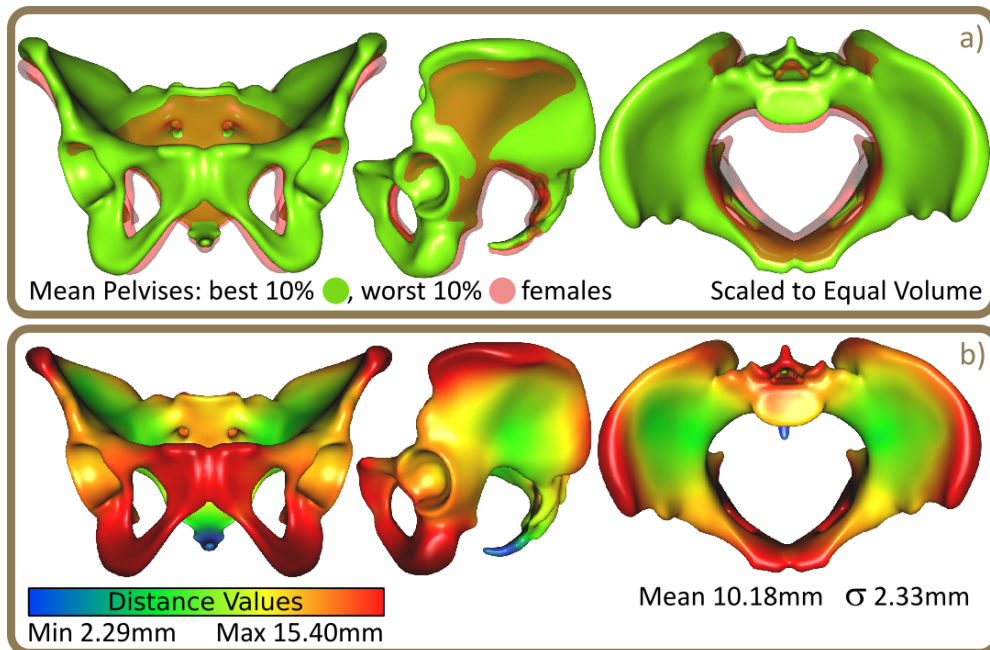 a)
Mean Pelvises: best 10% , worst 10% females
Scaled to Equal Volume
b)
Distance Values
Min 2.29mm Max 15.40mm
Mean 10.18mm σ 2.33mm